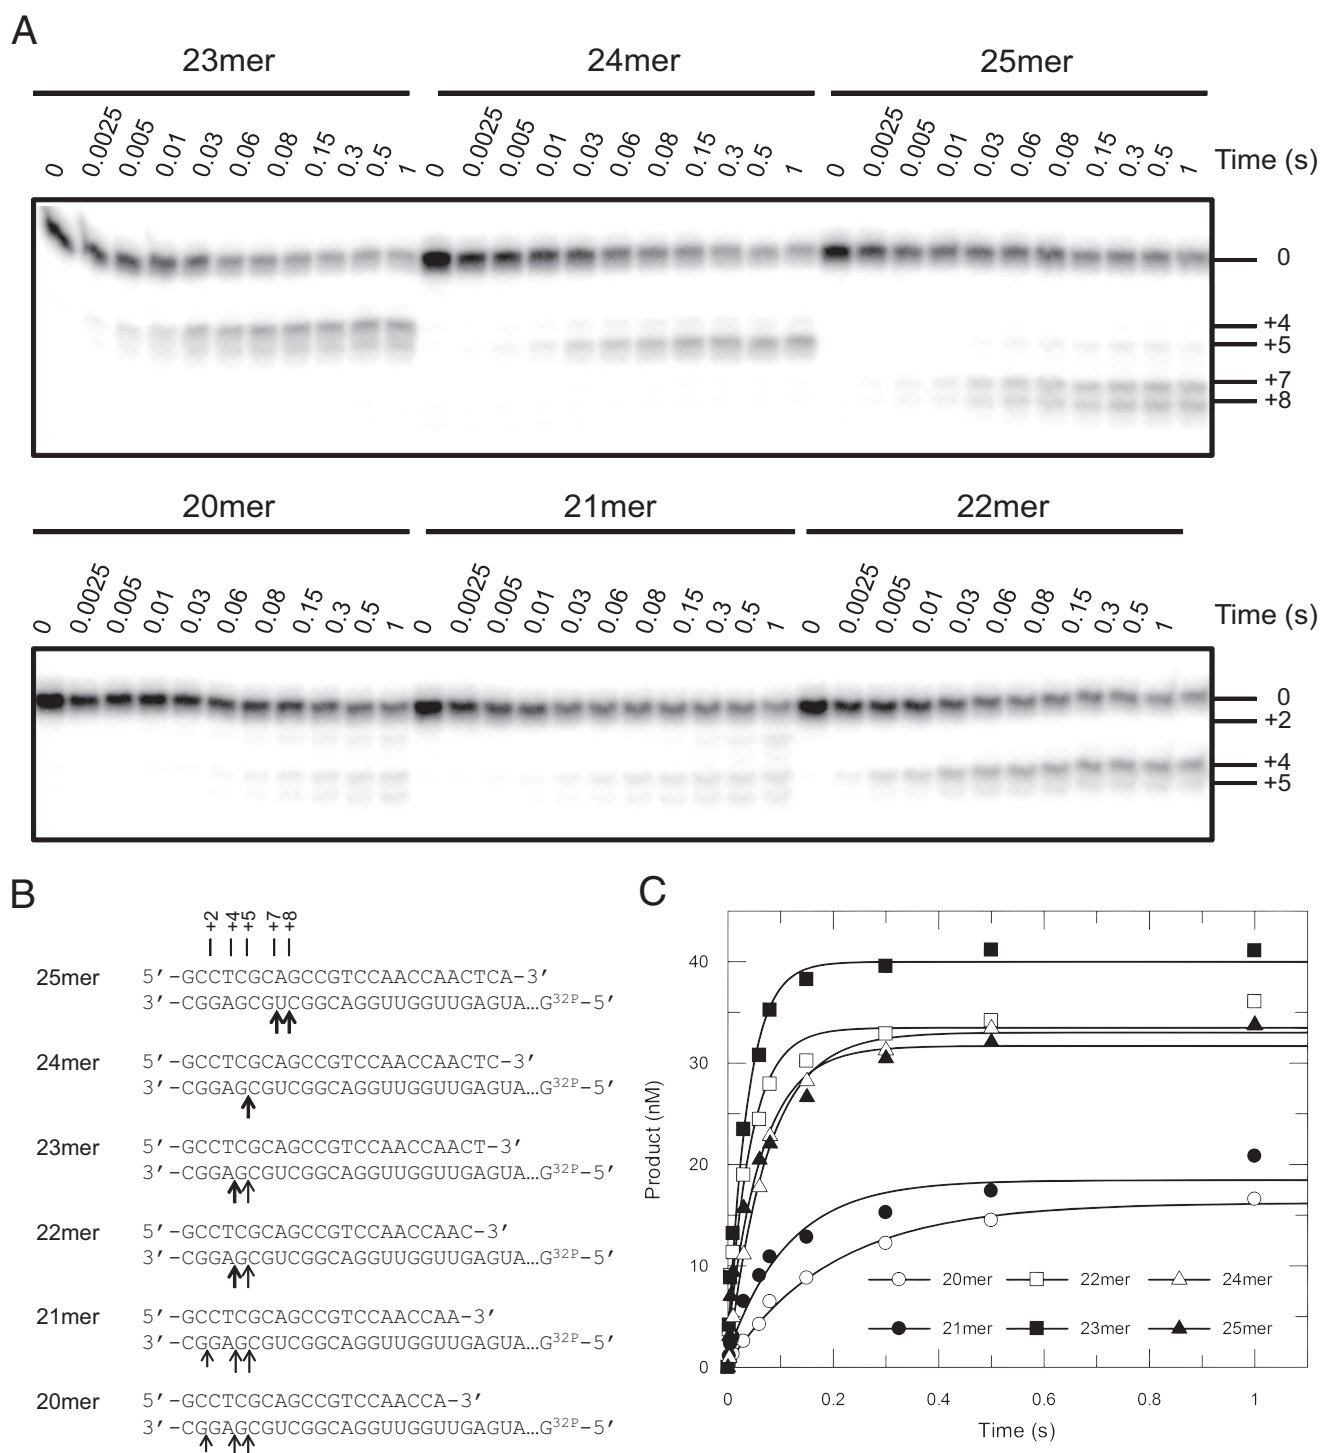 A
23mer 24mer 25mer
0 0.0025 0.005 0.01 0.03 0.06 0.08 0.15 0.3 0.5 1 0 0.0025 0.005 0.01 0.03 0.06 0.08 0.15 0.3 0.5 1 0 0.0025 0.005 0.01 0.03 0.06 0.08 0.15 0.3 0.5 1 Time (s)
0
+4
+5
+7
+8
20mer 21mer 22mer
0 0.0025 0.005 0.01 0.03 0.06 0.08 0.15 0.3 0.5 1 0 0.0025 0.005 0.01 0.03 0.06 0.08 0.15 0.3 0.5 1 0 0.0025 0.005 0.01 0.03 0.06 0.08 0.15 0.3 0.5 1 Time (s)
0
+2
+4
+5
B
+2 +4 +5 +7 +8
25mer 5′-GCCTCGCAGCCGTCCAACCAACTCA-3′
3′-CGGAGCGUCGGCAGGUUGGUUGAGUA…G32P-5′
24mer 5′-GCCTCGCAGCCGTCCAACCAACTC-3′
3′-CGGAGCGUCGGCAGGUUGGUUGAGUA…G32P-5′
23mer 5′-GCCTCGCAGCCGTCCAACCAACT-3′
3′-CGGAGCGUCGGCAGGUUGGUUGAGUA…G32P-5′
22mer 5′-GCCTCGCAGCCGTCCAACCAAC-3′
3′-CGGAGCGUCGGCAGGUUGGUUGAGUA…G32P-5′
21mer 5′-GCCTCGCAGCCGTCCAACCAA-3′
3′-CGGAGCGUCGGCAGGUUGGUUGAGUA…G32P-5′
20mer 5′-GCCTCGCAGCCGTCCAACCA-3′
3′-CGGAGCGUCGGCAGGUUGGUUGAGUA…G32P-5′
C
Product (nM)
40
30
20
10
0
20mer 22mer 24mer
21mer 23mer 25mer
0 0.2 0.4 0.6 0.8 1
Time (s)